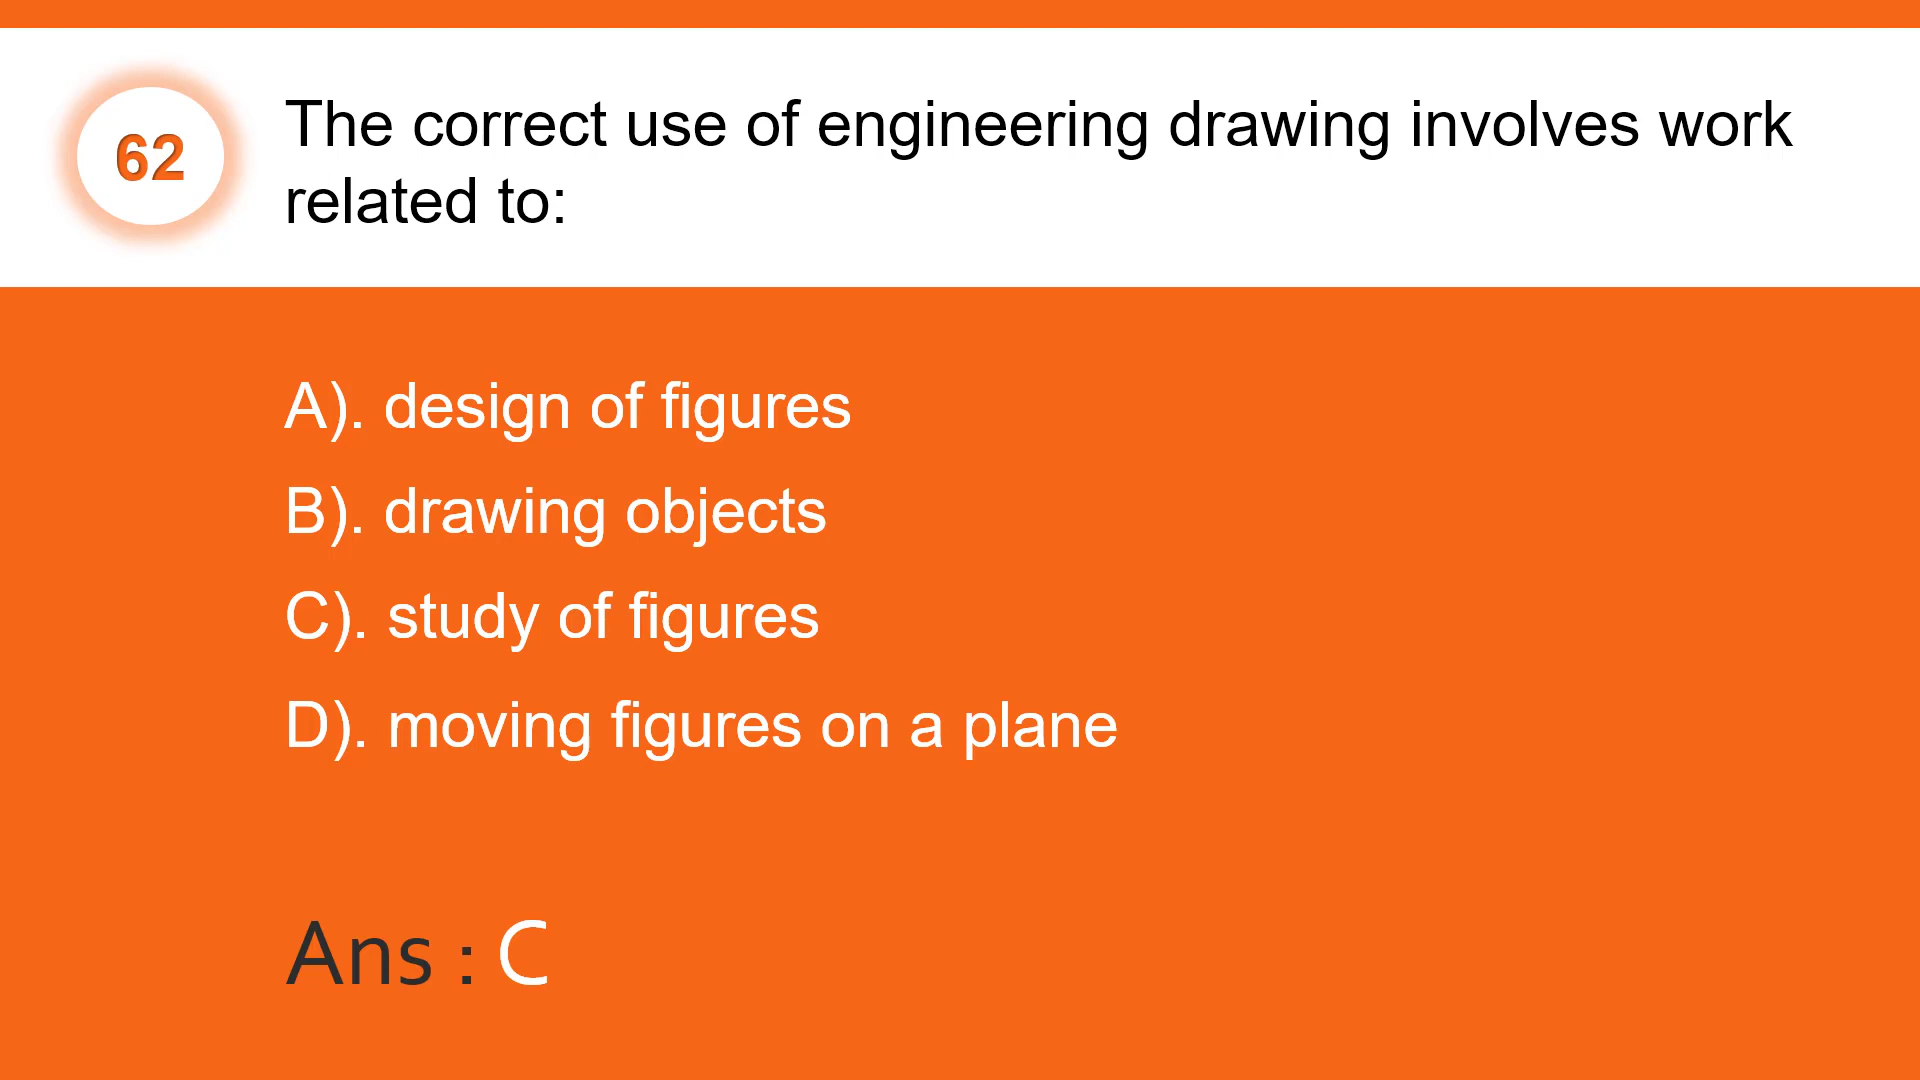 62
The correct use of engineering drawing involves work
related to:
A). design of figures
B). drawing objects
C). study of figures
D). moving figures on a plane
Ans : C